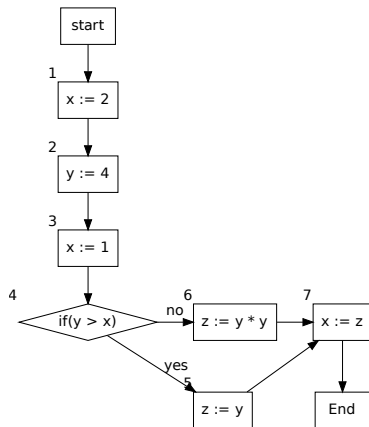 start
1
x := 2
2
y := 4
3
x := 1
4
if(y > x)
no
6
z := y * y
7
x := z
yes
5
z := y
End